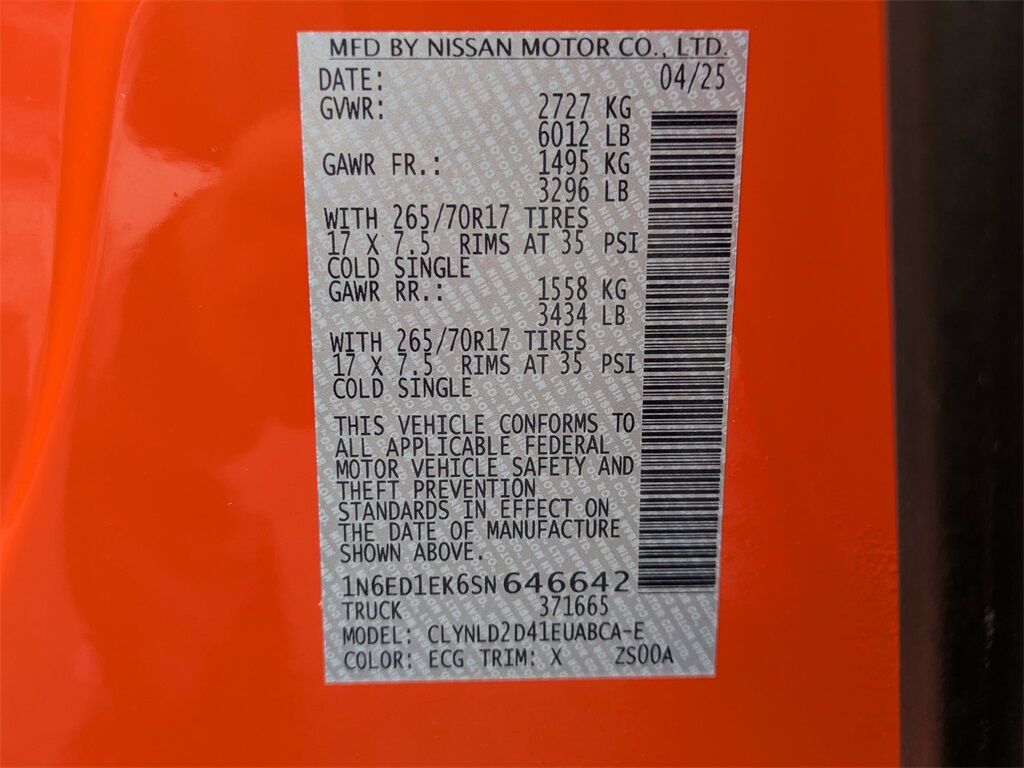 MFD BY NISSAN MOTOR CO., LTD.
DATE: 04/25
GVWR: 2727 KG
6012 LB
GAWR FR.: 1495 KG
3296 LB
WITH 265/70R17 TIRES
17 X 7.5 RIMS AT 35 PSI
COLD SINGLE
GAWR RR.: 1558 KG
3434 LB
WITH 265/70R17 TIRES
17 X 7.5 RIMS AT 35 PSI
COLD SINGLE
THIS VEHICLE CONFORMS TO
ALL APPLICABLE FEDERAL
MOTOR VEHICLE SAFETY AND
THEFT PREVENTION
STANDARDS IN EFFECT ON
THE DATE OF MANUFACTURE
SHOWN ABOVE.
1N6ED1EK6SN646642
TRUCK 371665
MODEL: CLYNLD2D41EUABCA-E
COLOR: ECG TRIM: X ZS00A